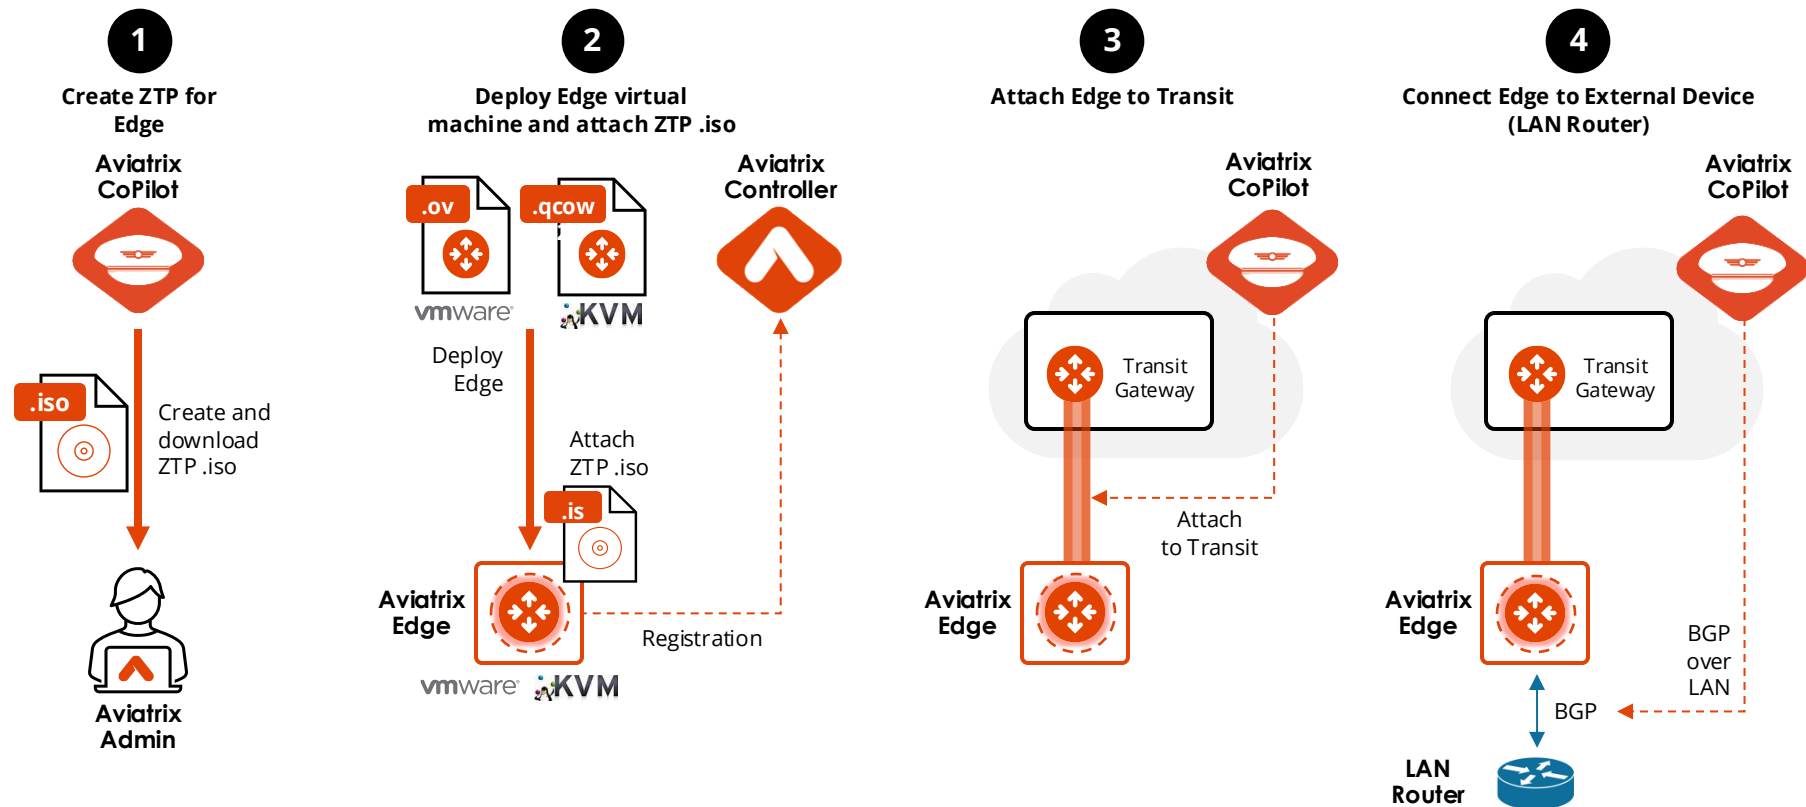 1
Create ZTP for
Edge
Aviatrix
CoPilot
.iso
Create and
download
ZTP .iso
Aviatrix
Admin
2
Deploy Edge virtual
machine and attach ZTP .iso
.ov
.qcow
vmware
KVM
Aviatrix
Controller
Deploy
Edge
Attach
ZTP .iso
.is
Aviatrix
Edge
Registration
vmware
KVM
3
Attach Edge to Transit
Aviatrix
CoPilot
Transit
Gateway
Attach
to Transit
Aviatrix
Edge
4
Connect Edge to External Device
(LAN Router)
Aviatrix
CoPilot
Transit
Gateway
Aviatrix
Edge
BGP
over
LAN
BGP
LAN
Router